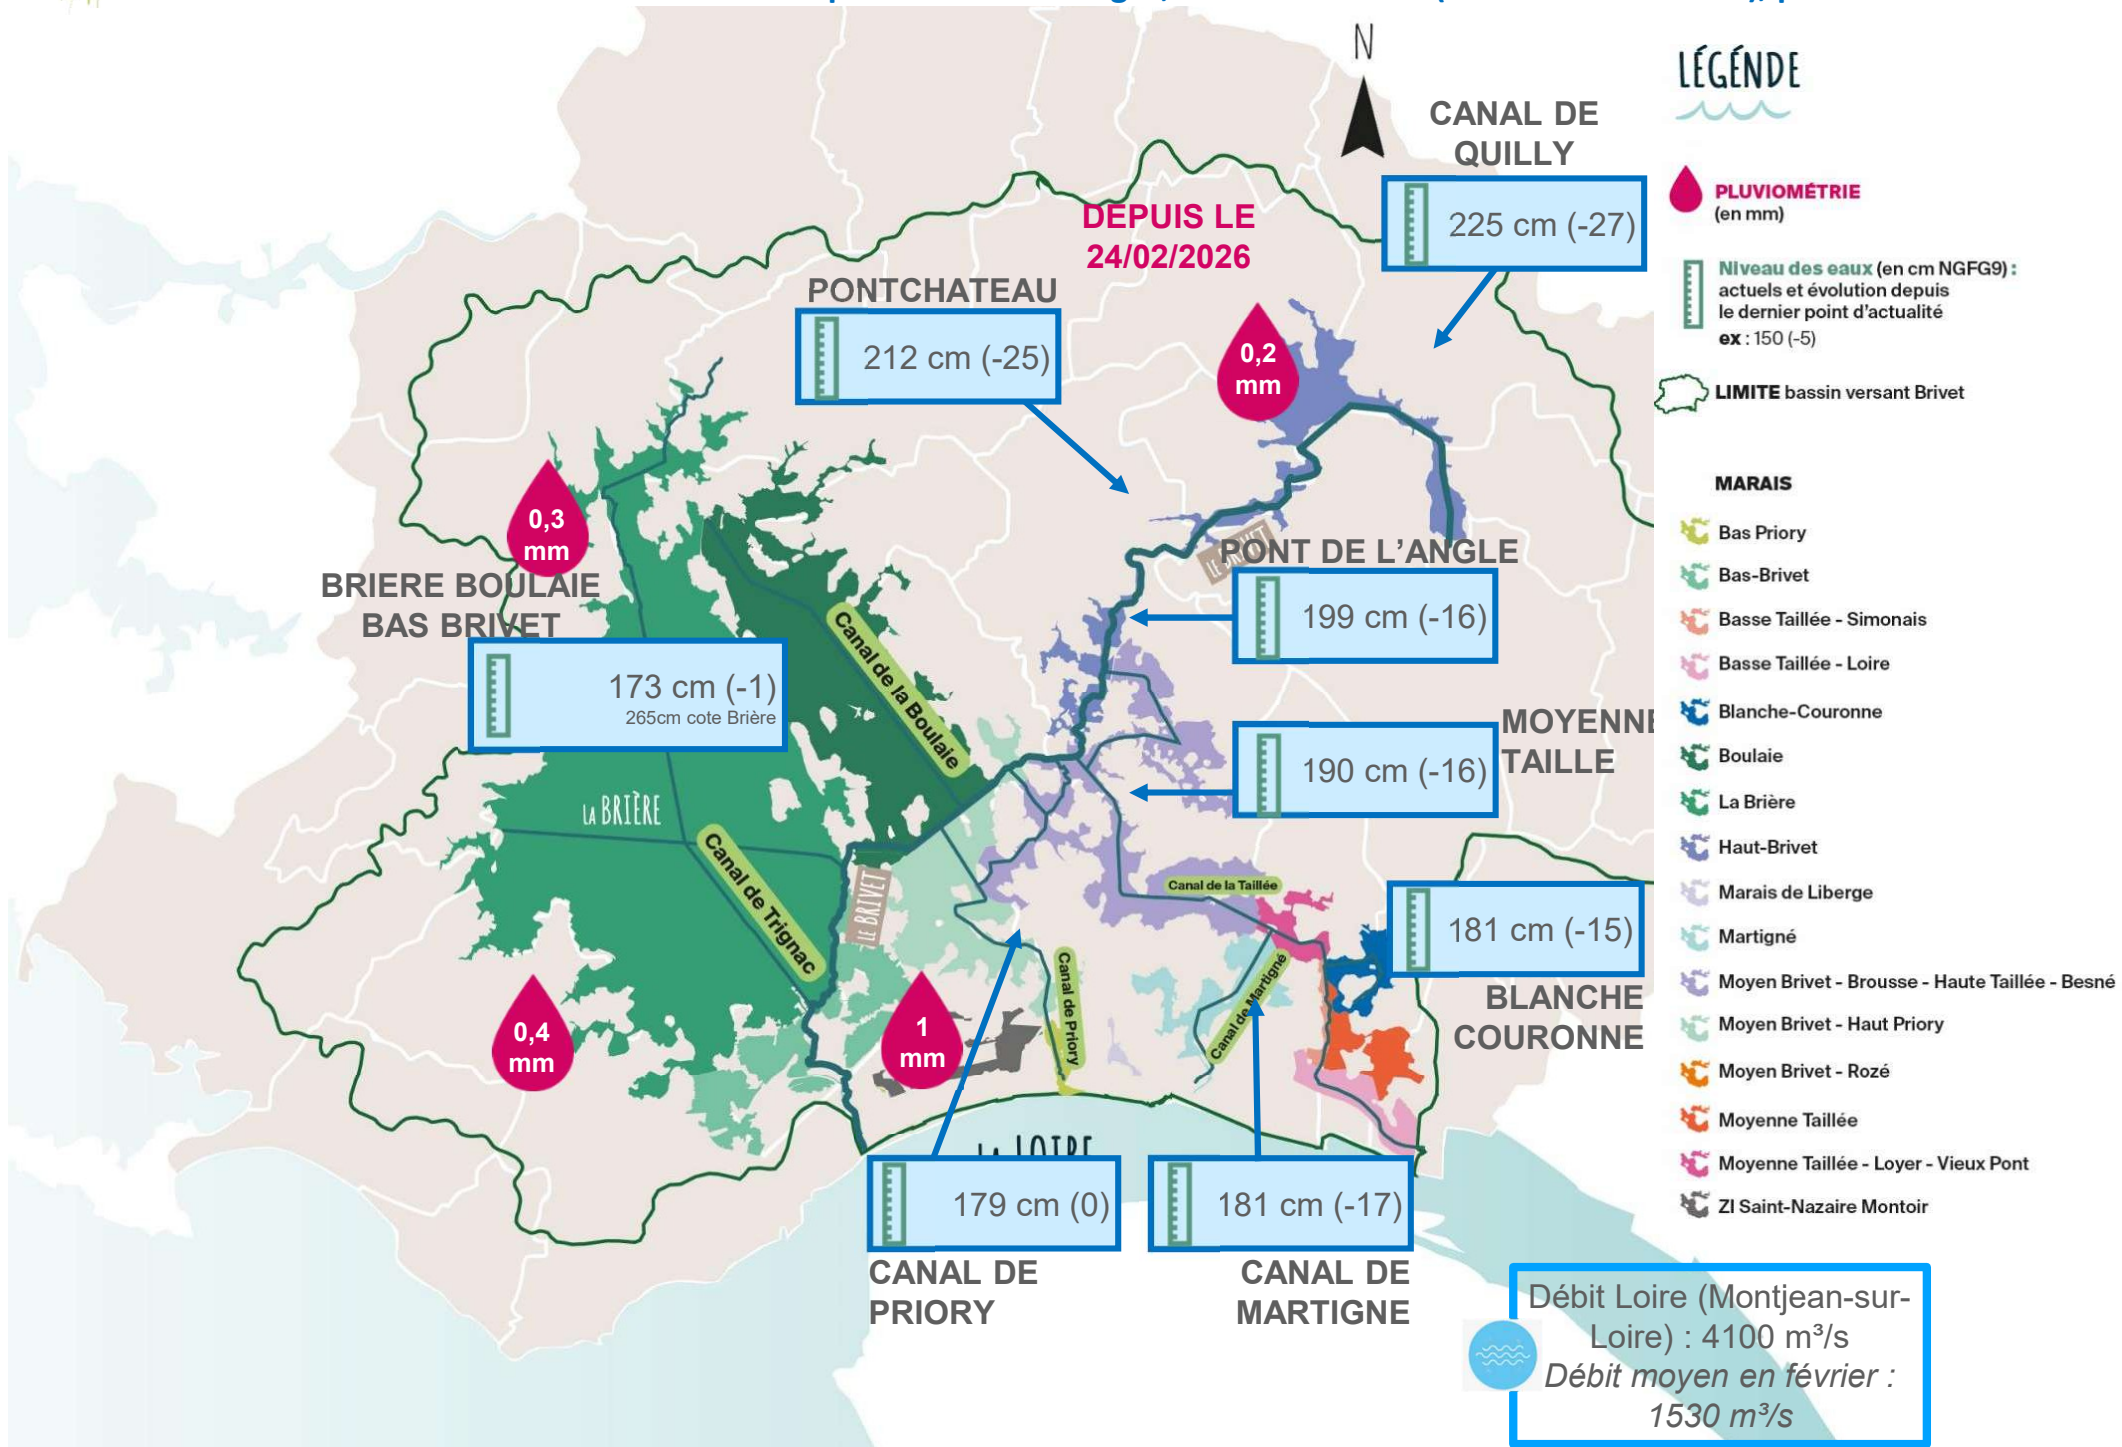 N
LÉGÉNDE
PLUVIOMÉTRIE
(en mm)
Niveau des eaux (en cm NGFG9) :
actuels et évolution depuis
le dernier point d'actualité
ex : 150 (-5)
LIMITE bassin versant Brivet
MARAIS
Bas Priory
Bas-Brivet
Basse Taillée - Simonais
Basse Taillée - Loire
Blanche-Couronne
Boulaie
La Brière
Haut-Brivet
Marais de Liberge
Martigné
Moyen Brivet - Brousse - Haute Taillée - Besné
Moyen Brivet - Haut Priory
Moyen Brivet - Rozé
Moyenne Taillée
Moyenne Taillée - Loyer - Vieux Pont
ZI Saint-Nazaire Montoir
CANAL DE
QUILLY
225 cm (-27)
DEPUIS LE
24/02/2026
PONTCHATEAU
212 cm (-25)
0,2
mm
0,3
mm
BRIERE BOULAIE
BAS BRIVET
173 cm (-1)
265cm cote Brière
LE BRIVET
PONT DE L'ANGLE
199 cm (-16)
MOYENNE
TAILLE
190 cm (-16)
Canal de la Boulaie
LA BRIÈRE
Canal de Trignac
LE BRIVET
Canal de la Taillée
181 cm (-15)
BLANCHE
COURONNE
Canal de Priory
Canal de Martigné
0,4
mm
1
mm
LA LOIRE
179 cm (0)
CANAL DE
PRIORY
181 cm (-17)
CANAL DE
MARTIGNE
Débit Loire (Montjean-sur-
Loire) : 4100 m³/s
Débit moyen en février :
1530 m³/s